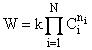 W = k ∏_{i=1}^{N} C_i^{n_i}